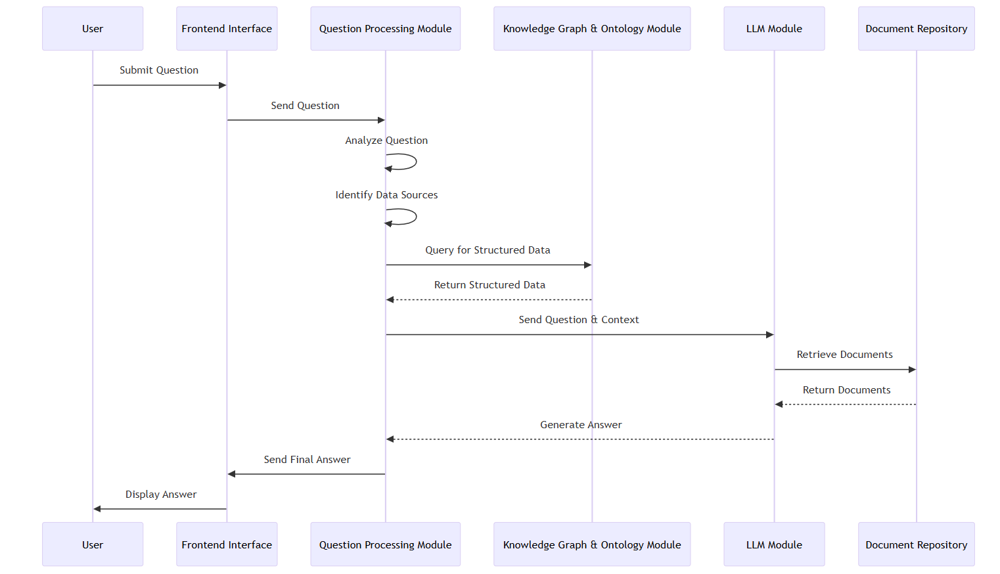 User
Frontend Interface
Question Processing Module
Knowledge Graph & Ontology Module
LLM Module
Document Repository
Submit Question
Send Question
Analyze Question
Identify Data Sources
Query for Structured Data
Return Structured Data
Send Question & Context
Retrieve Documents
Return Documents
Generate Answer
Send Final Answer
Display Answer
User
Frontend Interface
Question Processing Module
Knowledge Graph & Ontology Module
LLM Module
Document Repository